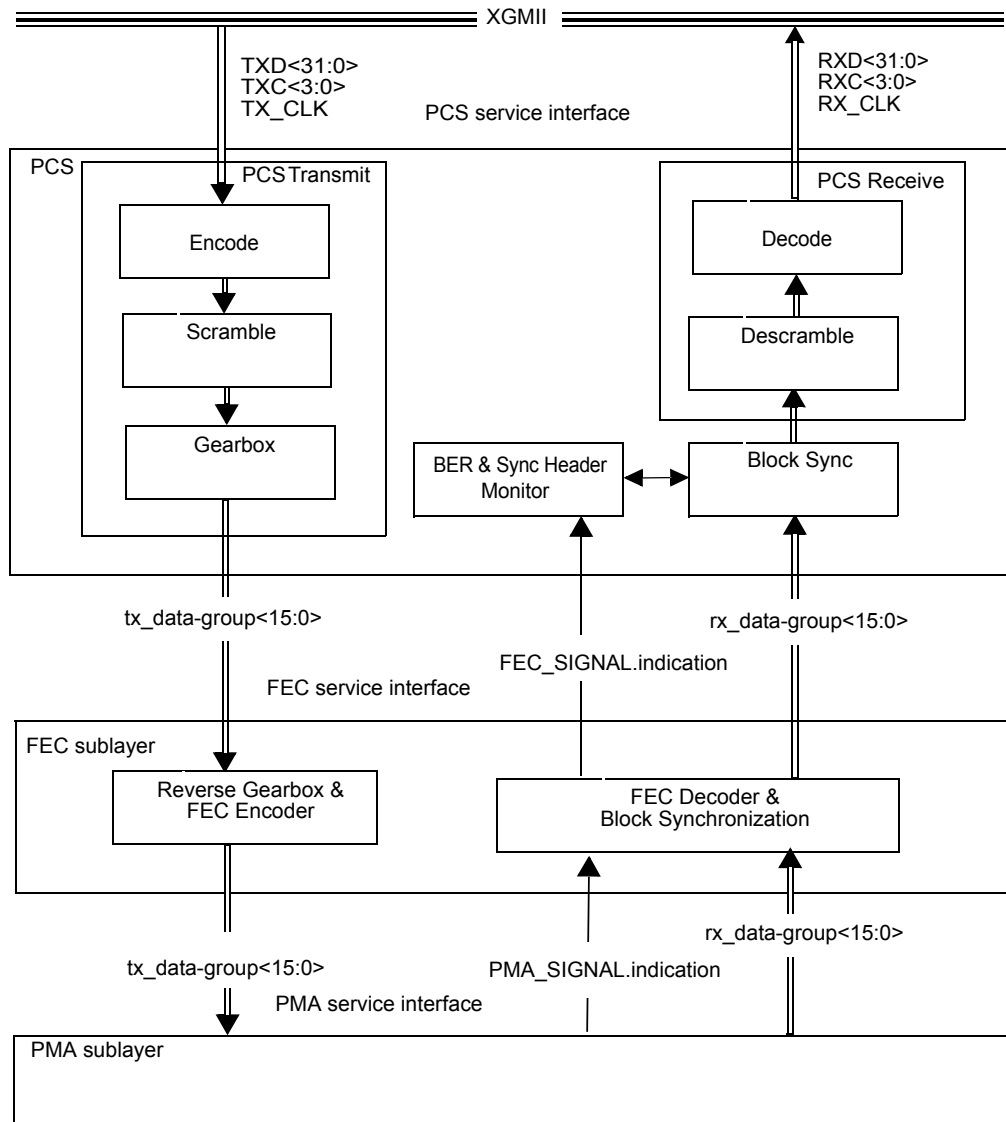 XGMII
TXD<31:0>
TXC<3:0>
TX_CLK
RXD<31:0>
RXC<3:0>
RX_CLK
PCS service interface
PCS
PCS Transmit
PCS Receive
Encode
Decode
Scramble
Descramble
Gearbox
BER & Sync Header
Monitor
Block Sync
tx_data-group<15:0>
rx_data-group<15:0>
FEC_SIGNAL.indication
FEC service interface
FEC sublayer
Reverse Gearbox &
FEC Encoder
FEC Decoder &
Block Synchronization
rx_data-group<15:0>
tx_data-group<15:0>
PMA_SIGNAL.indication
PMA service interface
PMA sublayer